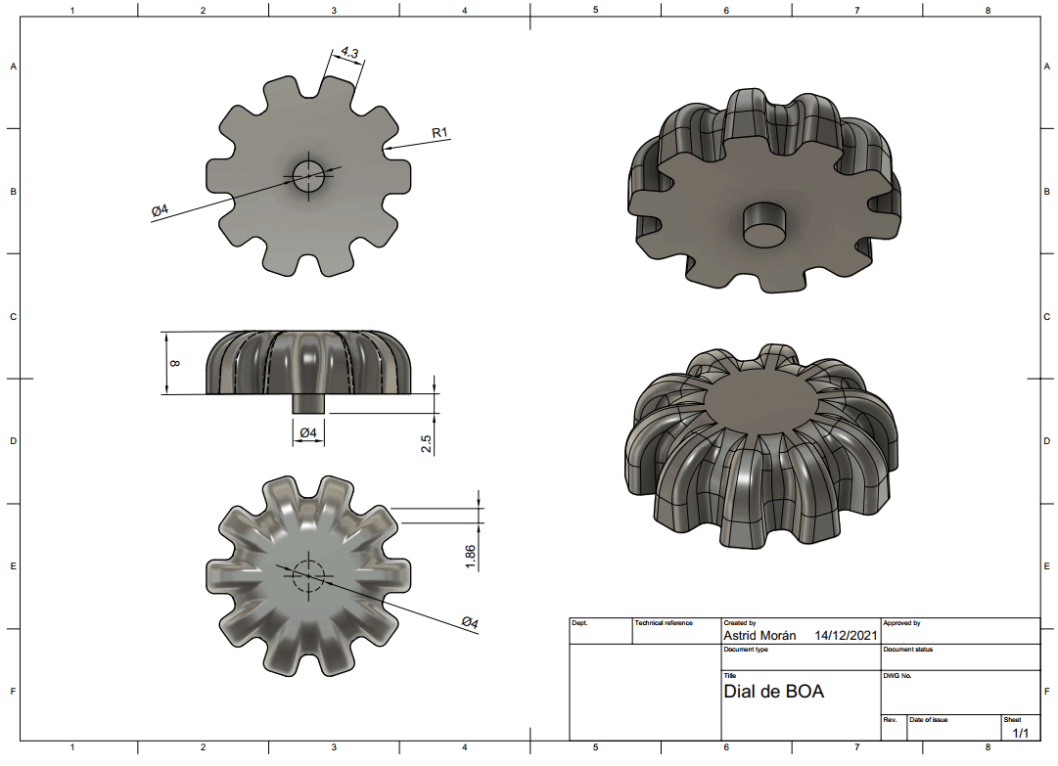 1 2 3 4 5 6 7 8
A A
B B
C C
D D
E E
F F
4.3
R1
Ø4
8
Ø4
2.5
1.86
Ø4
Dept. Technical reference Created by Approved by
Astrid Morán 14/12/2021
Document type Document status
Title DWG No.
Dial de BOA
Rev. Date of issue Sheet
1/1
1 2 3 4 5 6 7 8